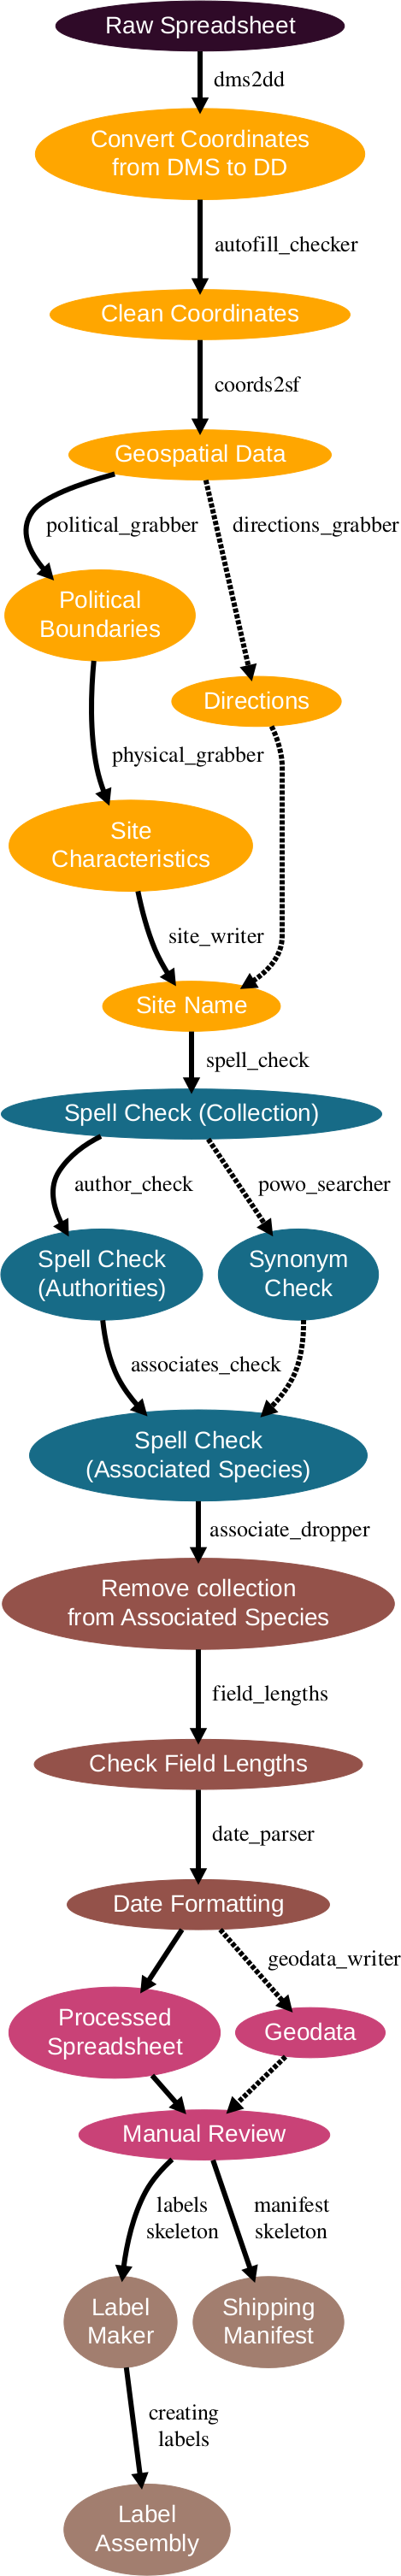 Raw Spreadsheet
dms2dd
Convert Coordinates
from DMS to DD
autofill_checker
Clean Coordinates
coords2sf
Geospatial Data
political_grabber
directions_grabber
Political
Boundaries
Directions
physical_grabber
Site
Characteristics
site_writer
Site Name
spell_check
Spell Check (Collection)
author_check
powo_searcher
Spell Check
(Authorities)
Synonym
Check
associates_check
Spell Check
(Associated Species)
associate_dropper
Remove collection
from Associated Species
field_lengths
Check Field Lengths
date_parser
Date Formatting
geodata_writer
Processed
Spreadsheet
Geodata
Manual Review
labels
skeleton
manifest
skeleton
Label
Maker
Shipping
Manifest
creating
labels
Label
Assembly